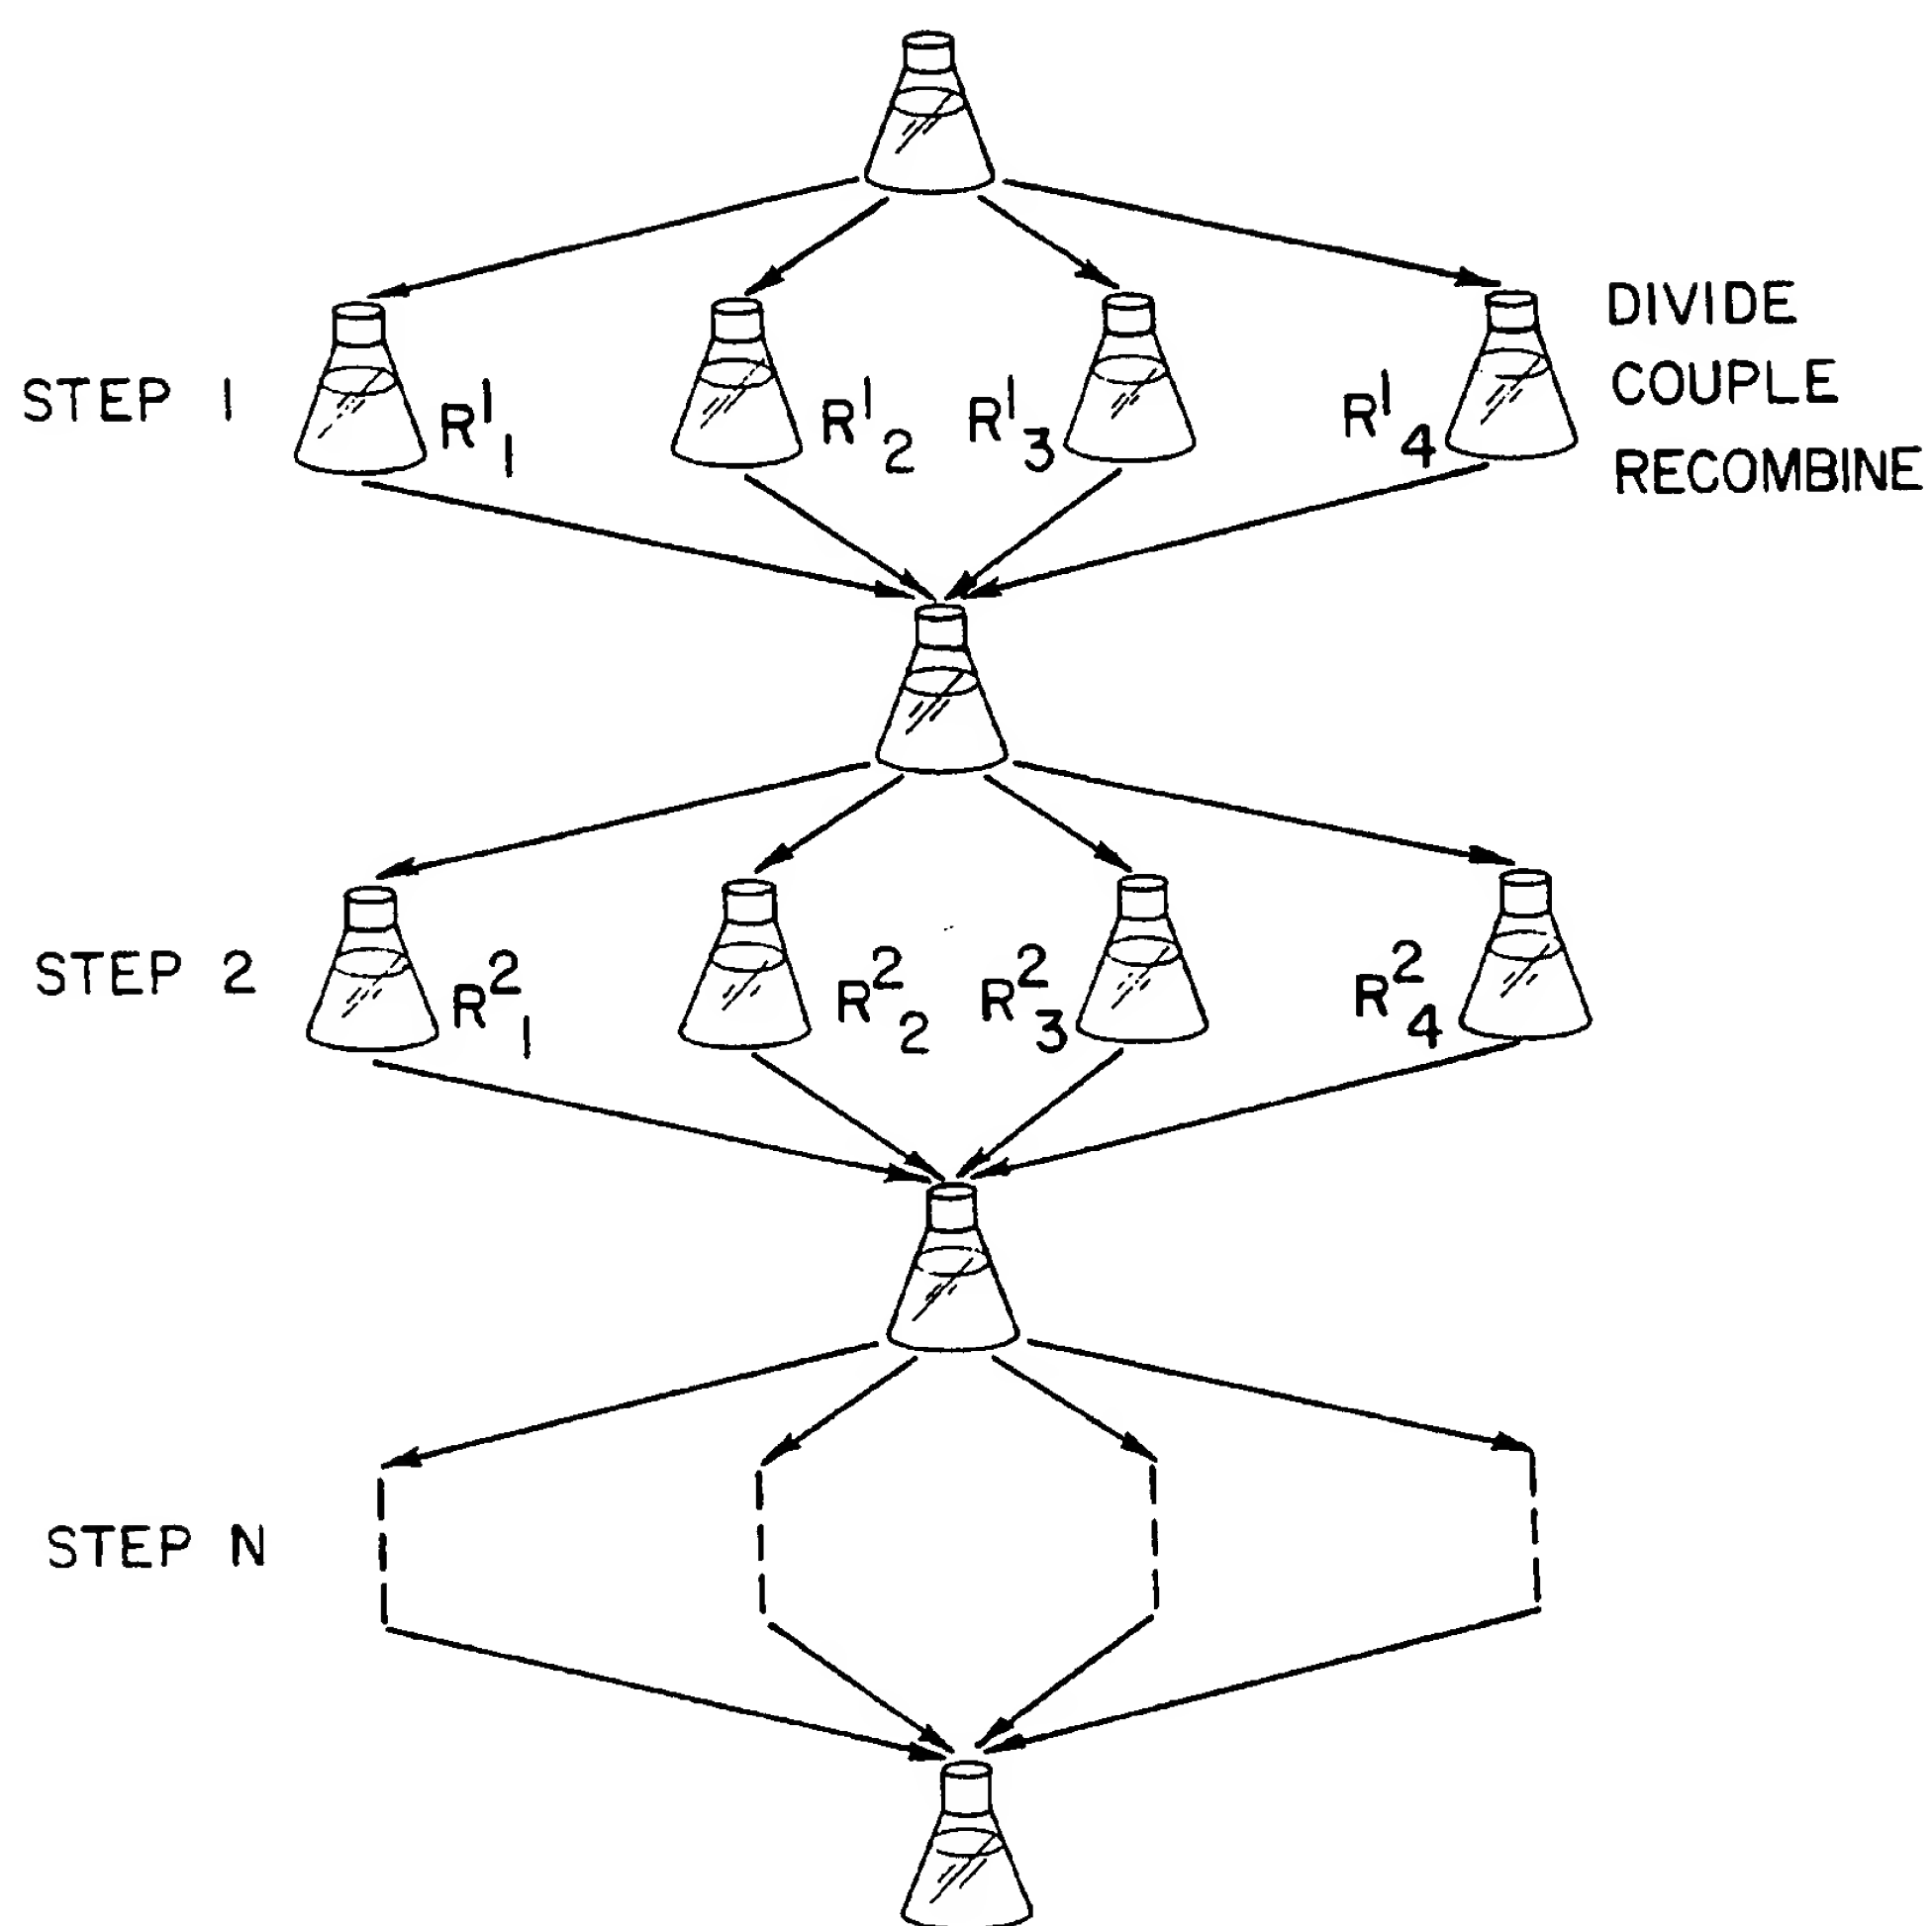 STEP 1
R¹₁
R¹₂
R¹₃
R¹₄
DIVIDE
COUPLE
RECOMBINE
STEP 2
R²₁
R²₂
R²₃
R²₄
STEP N